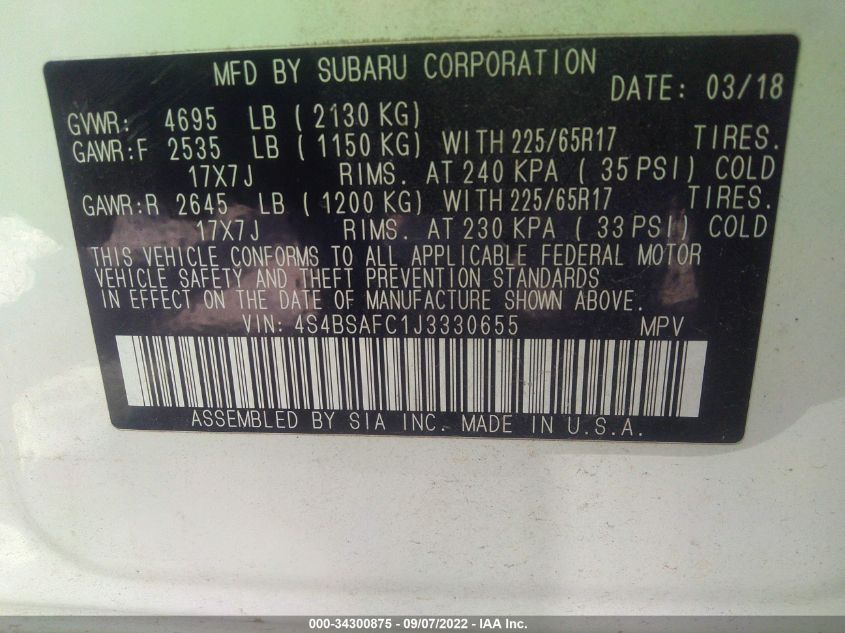 MFD BY SUBARU CORPORATION
DATE: 03/18
GVWR: 4695 LB ( 2130 KG)
GAWR:F 2535 LB ( 1150 KG) WITH 225/65R17 TIRES.
17X7J RIMS. AT 240 KPA ( 35 PSI) COLD
GAWR:R 2645 LB ( 1200 KG) WITH 225/65R17 TIRES.
17X7J RIMS. AT 230 KPA ( 33 PSI) COLD
THIS VEHICLE CONFORMS TO ALL APPLICABLE FEDERAL MOTOR
VEHICLE SAFETY AND THEFT PREVENTION STANDARDS
IN EFFECT ON THE DATE OF MANUFACTURE SHOWN ABOVE.
VIN: 4S4BSAFC1J3330655 MPV
ASSEMBLED BY SIA INC. MADE IN U.S.A.
000-34300875 - 09/07/2022 - IAA Inc.